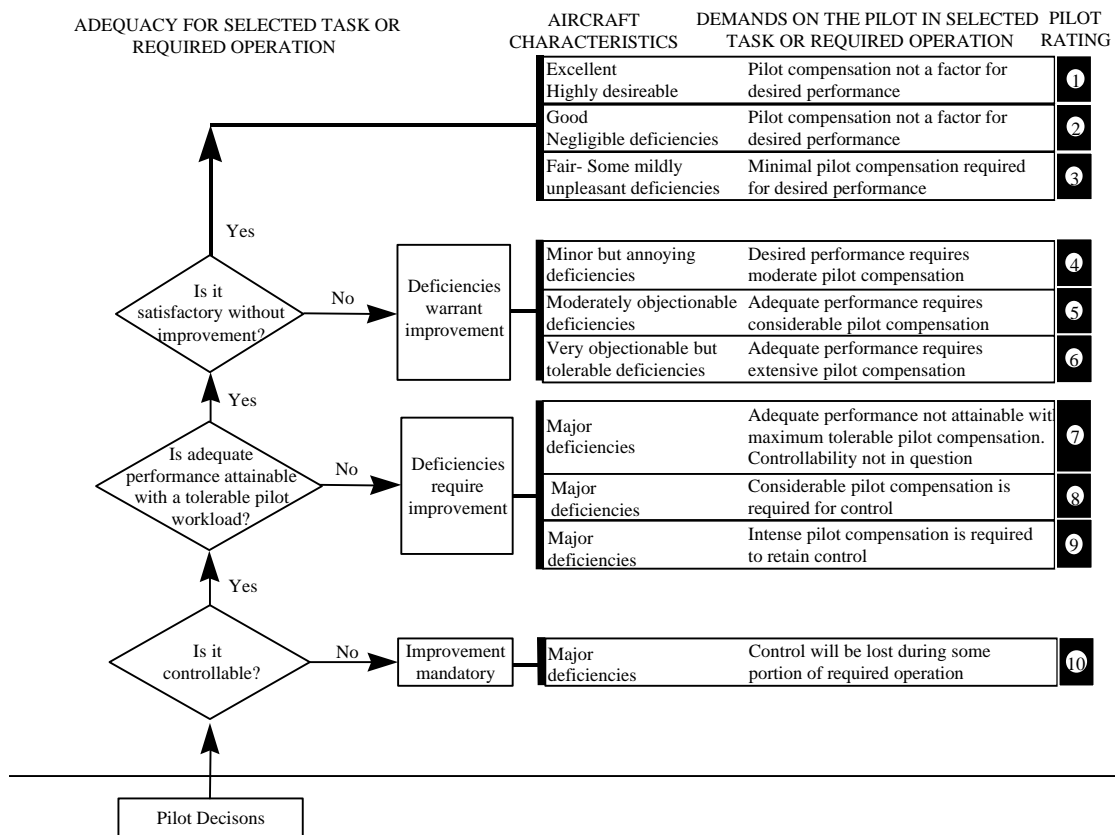 ADEQUACY FOR SELECTED TASK OR
REQUIRED OPERATION
AIRCRAFT
CHARACTERISTICS
DEMANDS ON THE PILOT IN SELECTED
TASK OR REQUIRED OPERATION
PILOT
RATING
Excellent
Highly desireable
Pilot compensation not a factor for
desired performance
1
Good
Negligible deficiencies
Pilot compensation not a factor for
desired performance
2
Fair- Some mildly
unpleasant deficiencies
Minimal pilot compensation required
for desired performance
3
Yes
Is it
satisfactory without
improvement?
No
Deficiencies
warrant
improvement
Minor but annoying
deficiencies
Desired performance requires
moderate pilot compensation
4
Moderately objectionable
deficiencies
Adequate performance requires
considerable pilot compensation
5
Very objectionable but
tolerable deficiencies
Adequate performance requires
extensive pilot compensation
6
Yes
Is adequate
performance attainable
with a tolerable pilot
workload?
No
Deficiencies
require
improvement
Major
deficiencies
Adequate performance not attainable wit
maximum tolerable pilot compensation.
Controllability not in question
7
Major
deficiencies
Considerable pilot compensation is
required for control
8
Major
deficiencies
Intense pilot compensation is required
to retain control
9
Yes
Is it
controllable?
No
Improvement
mandatory
Major
deficiencies
Control will be lost during some
portion of required operation
10
Pilot Decisons